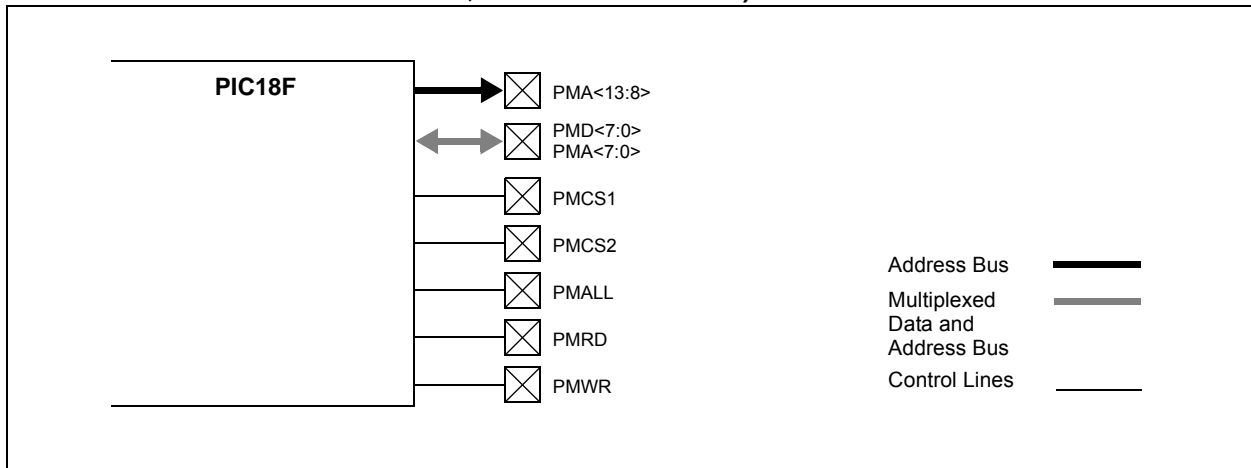 PIC18F
PMA<13:8>
PMD<7:0>
PMA<7:0>
PMCS1
PMCS2
PMALL
PMRD
PMWR
Address Bus
Multiplexed
Data and
Address Bus
Control Lines